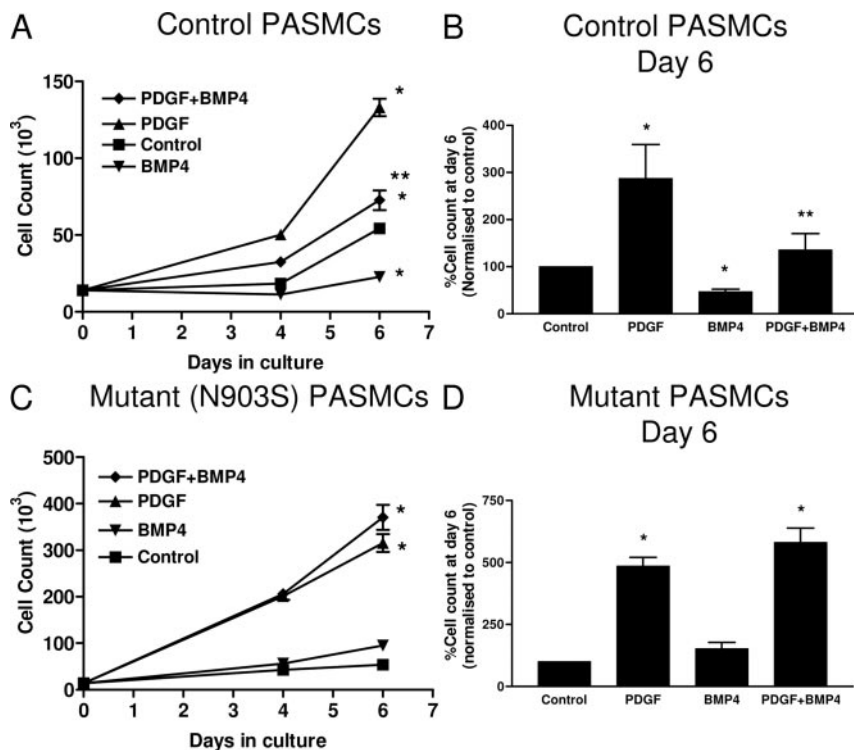 A
Control PASMCs
PDGF+BMP4
PDGF
Control
BMP4
Cell Count (10³)
150
100
50
0
*
**
*
*
0 1 2 3 4 5 6 7
Days in culture
B
Control PASMCs
Day 6
%Cell count at day 6
(Normalised to control)
400
300
200
100
0
*
*
**
Control PDGF BMP4 PDGF+BMP4
C
Mutant (N903S) PASMCs
PDGF+BMP4
PDGF
BMP4
Control
Cell Count (10³)
500
400
300
200
100
0
*
*
0 1 2 3 4 5 6 7
Days in culture
D
Mutant PASMCs
Day 6
%Cell count at day 6
(normalised to control)
750
500
250
0
*
*
Control PDGF BMP4 PDGF+BMP4